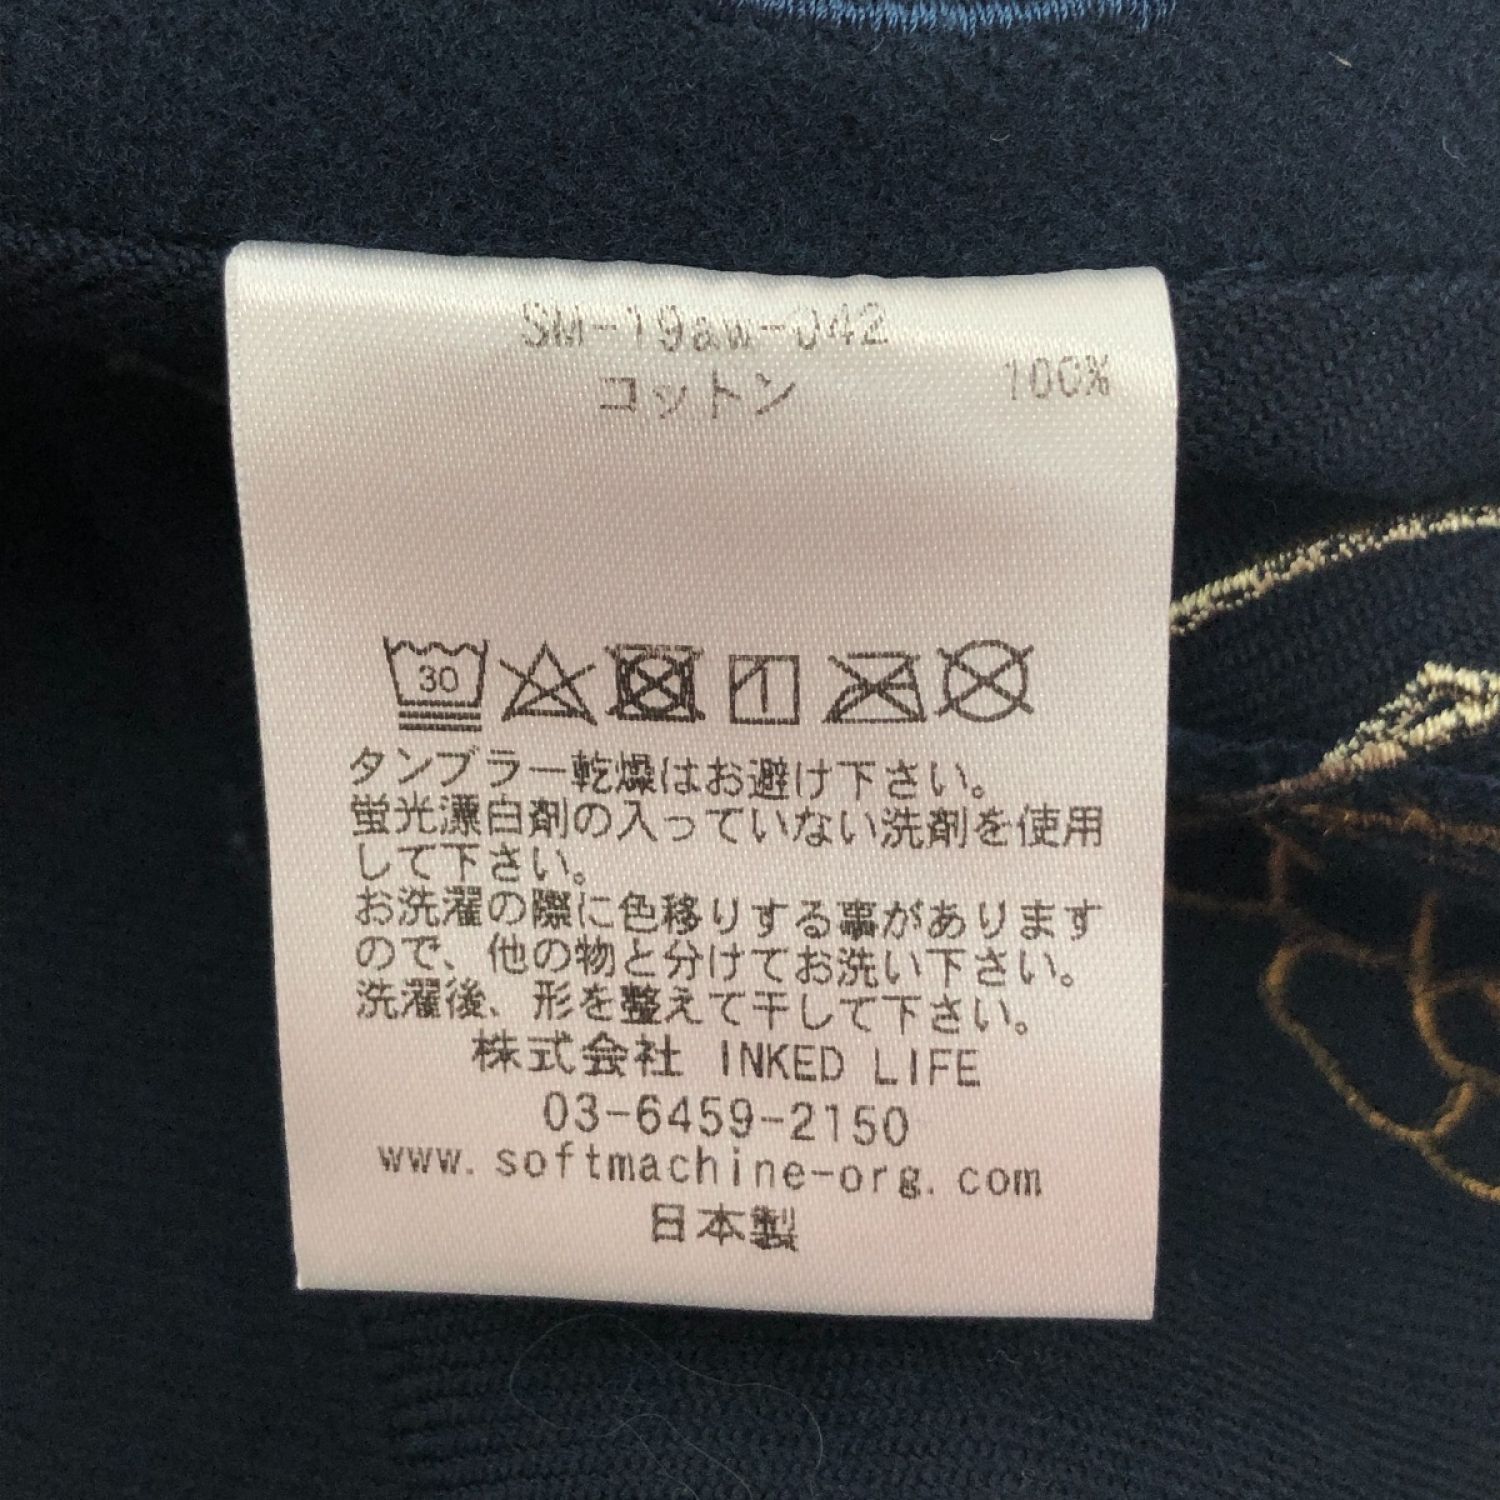 SM-19aw-042
コットン 100%
30
タンブラー乾燥はお避け下さい。
蛍光漂白剤の入っていない洗剤を使用
して下さい。
お洗濯の際に色移りする事があります
ので、他の物と分けてお洗い下さい。
洗濯後、形を整えて干して下さい。
株式会社 INKED LIFE
03-6459-2150
www.softmachine-org.com
日本製